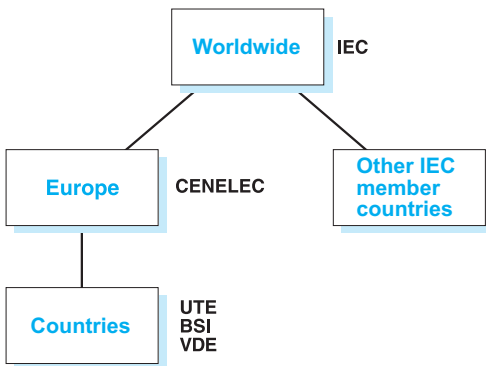 Worldwide
IEC
Europe
CENELEC
Other IEC
member
countries
Countries
UTE
BSI
VDE